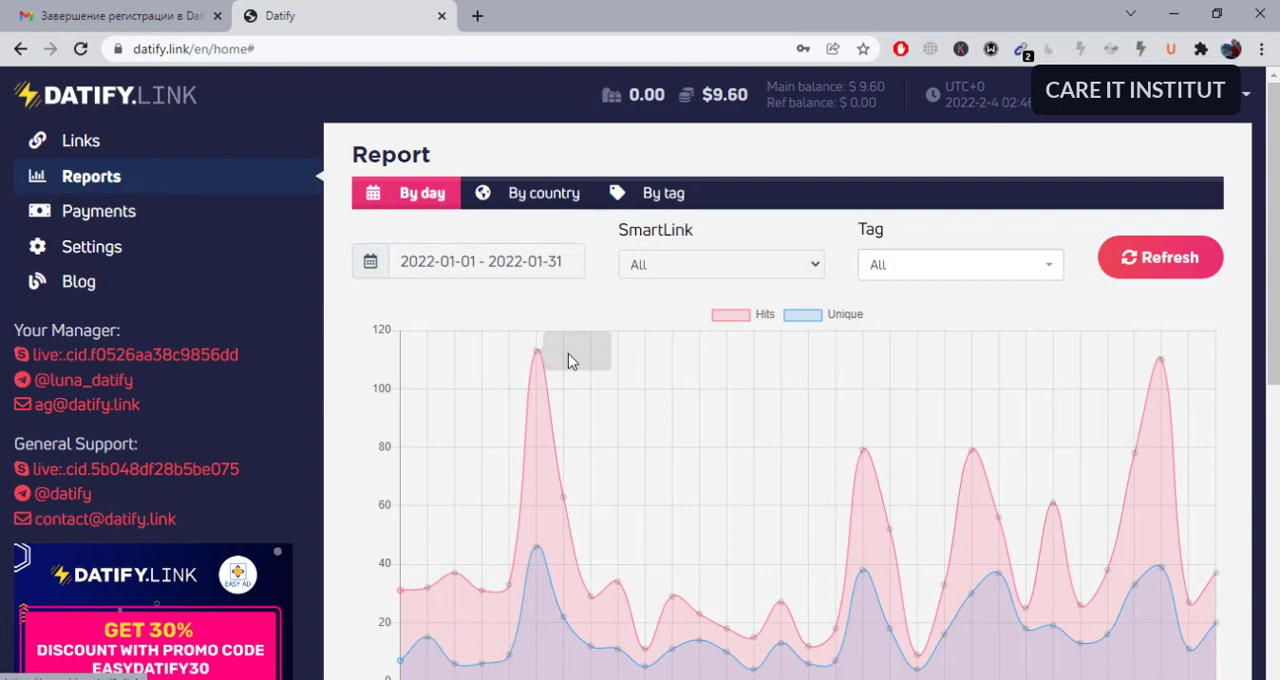 Завершение регистрации в Dat
Datify
datify.link/en/home#
2
DATIFY.LINK
0.00
$9.60
Main balance: $ 9.60
Ref balance: $ 0.00
UTC+0
2022-2-4 02:46
CARE IT INSTITUT
Links
Reports
Payments
Settings
Blog
Your Manager:
live:.cid.f0526aa38c9856dd
@luna_datify
ag@datify.link
General Support:
live:.cid.5b048df28b5be075
@datify
contact@datify.link
DATIFY.LINK
EASY AD
GET 30%
DISCOUNT WITH PROMO CODE
EASYDATIFY30
Report
By day
By country
By tag
SmartLink
Tag
2022-01-01 - 2022-01-31
All
All
Refresh
Hits
Unique
120
100
80
60
40
20